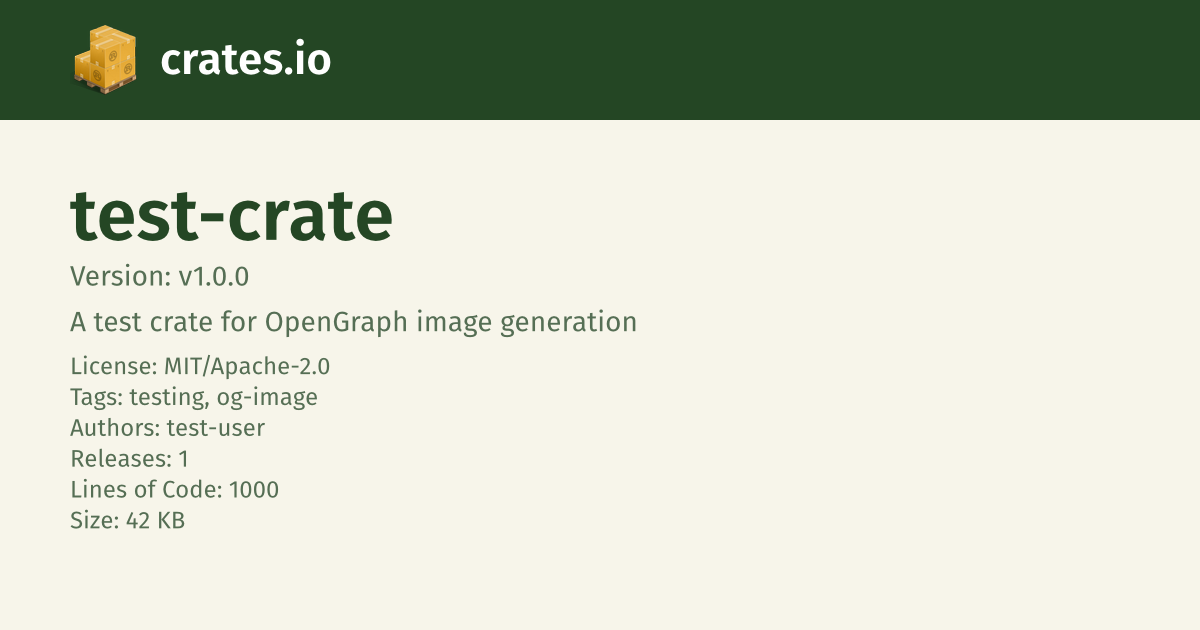 crates.io
test-crate
Version: v1.0.0
A test crate for OpenGraph image generation
License: MIT/Apache-2.0
Tags: testing, og-image
Authors: test-user
Releases: 1
Lines of Code: 1000
Size: 42 KB